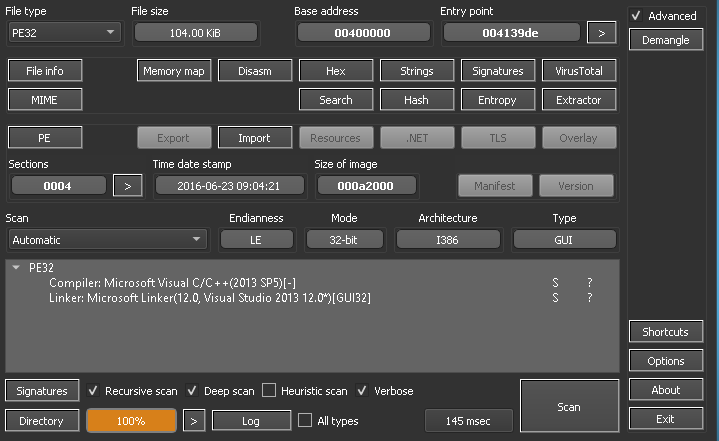 File type File size Base address Entry point Advanced
PE32 104.00 KiB 00400000 004139de > Demangle
File info Memory map Disasm Hex Strings Signatures VirusTotal
MIME Search Hash Entropy Extractor
PE Export Import Resources .NET TLS Overlay
Sections Time date stamp Size of image
0004 > 2016-06-23 09:04:21 000a2000 Manifest Version
Scan Endianness Mode Architecture Type
Automatic LE 32-bit I386 GUI
PE32
Compiler: Microsoft Visual C/C++(2013 SP5)[-] S ?
Linker: Microsoft Linker(12.0, Visual Studio 2013 12.0*)[GUI32] S ?
Shortcuts
Options
Signatures Recursive scan Deep scan Heuristic scan Verbose Scan About
Directory 100% > Log All types 145 msec Exit